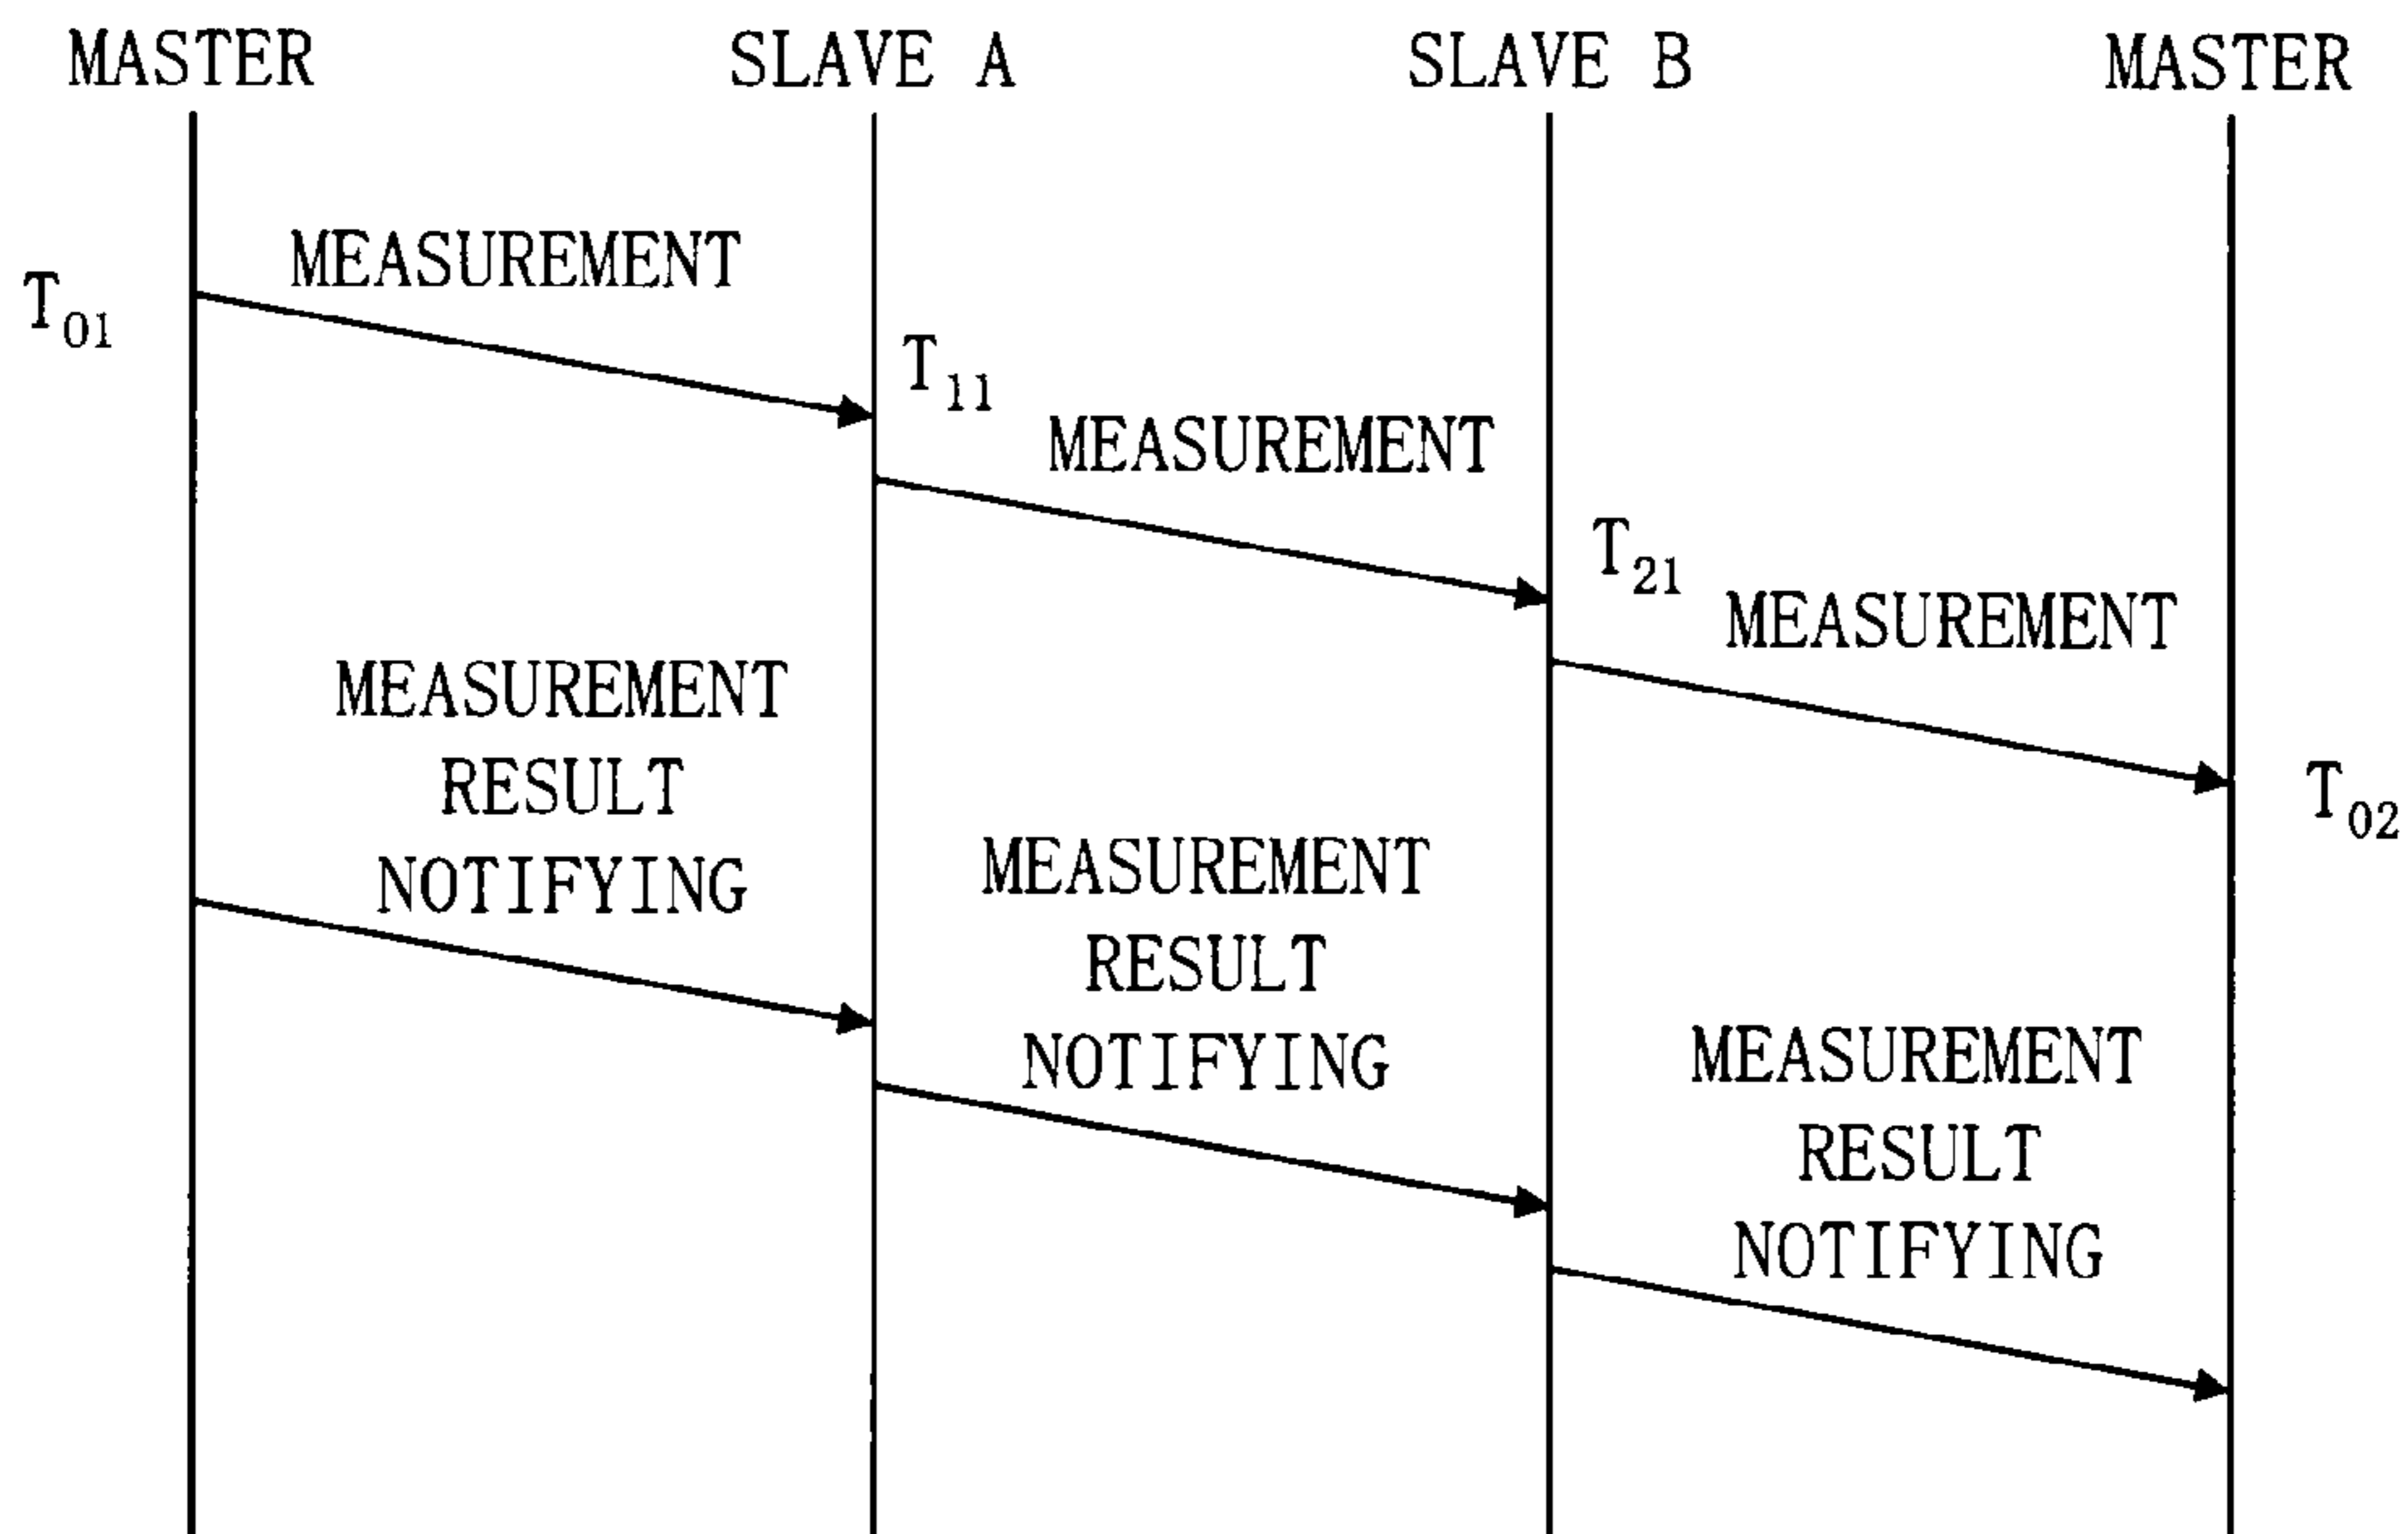 MASTER
SLAVE A
SLAVE B
MASTER
MEASUREMENT
T01
T11
MEASUREMENT
T21
MEASUREMENT
T02
MEASUREMENT
RESULT
NOTIFYING
MEASUREMENT
RESULT
NOTIFYING
MEASUREMENT
RESULT
NOTIFYING